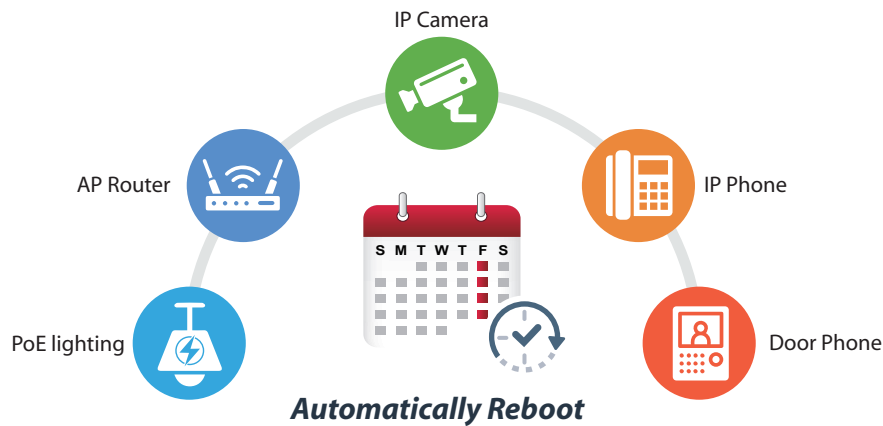 IP Camera
AP Router
IP Phone
S M T W T F S
PoE lighting
Door Phone
Automatically Reboot